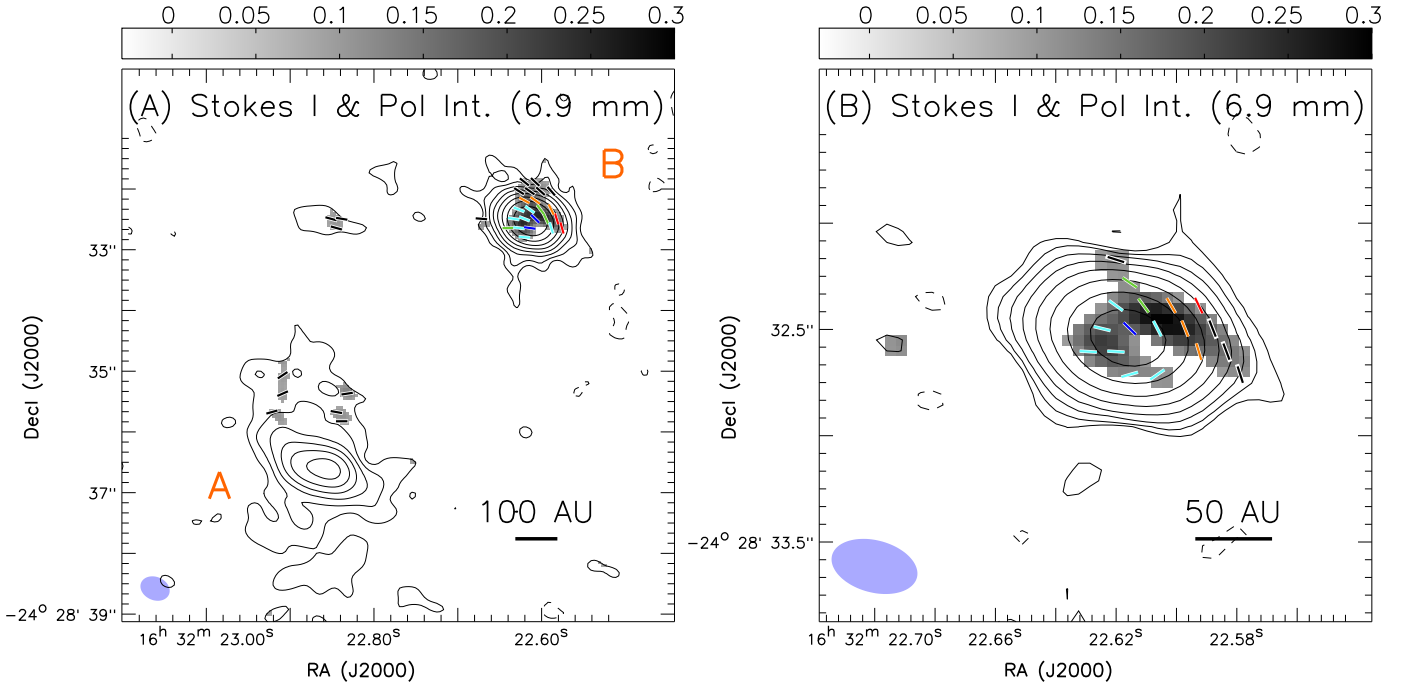 0 0.05 0.1 0.15 0.2 0.25 0.3
(A) Stokes I & Pol Int. (6.9 mm)
B
33''
35''
A
37''
100 AU
−24° 28' 39''
16h 32m 23.00s 22.80s 22.60s
Decl (J2000)
RA (J2000)
0 0.05 0.1 0.15 0.2 0.25 0.3
(B) Stokes I & Pol Int. (6.9 mm)
32.5''
50 AU
−24° 28' 33.5''
16h 32m 22.70s 22.66s 22.62s 22.58s
Decl (J2000)
RA (J2000)